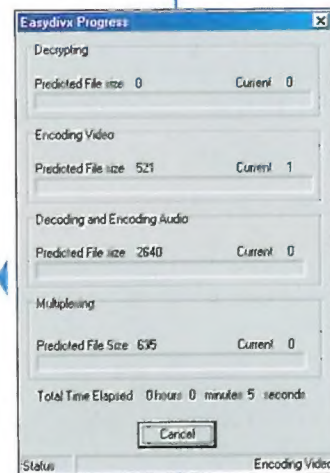 Easydivx Progress
Decrypting
Predicted File size 0 Current 0
Encoding Video
Predicted File size 521 Current 1
Decoding and Encoding Audio
Predicted File size 2640 Current 0
Multiplexing
Predicted File Size 635 Current 0
Total Time Elapsed 0 hours 0 minutes 5 seconds
Cancel
Status Encoding Video